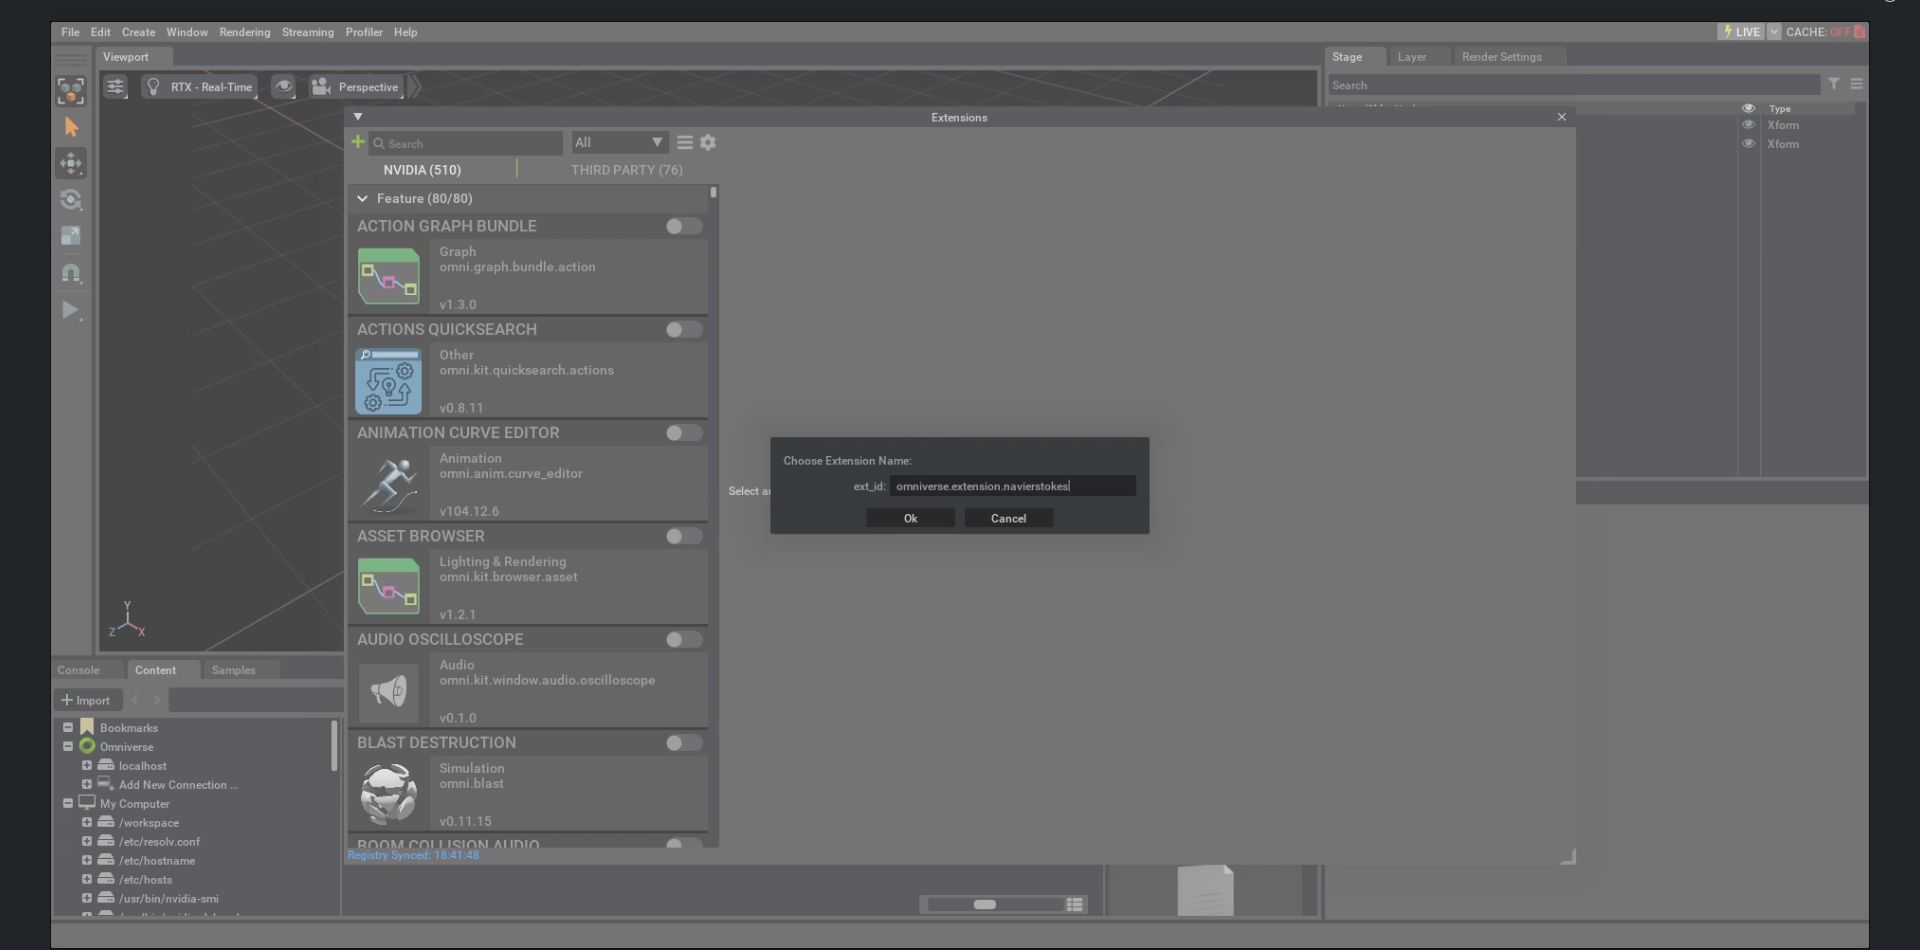 File Edit Create Window Rendering Streaming Profiler Help
LIVE CACHE: OFF
Viewport
RTX - Real-Time
Perspective
Stage Layer Render Settings
Search
Type
Xform
Xform
Extensions
Search
All
NVIDIA (510)
THIRD PARTY (76)
Feature (80/80)
ACTION GRAPH BUNDLE
Graph
omni.graph.bundle.action
v1.3.0
ACTIONS QUICKSEARCH
Other
omni.kit.quicksearch.actions
v0.8.11
ANIMATION CURVE EDITOR
Animation
omni.anim.curve_editor
v104.12.6
ASSET BROWSER
Lighting & Rendering
omni.kit.browser.asset
v1.2.1
AUDIO OSCILLOSCOPE
Audio
omni.kit.window.audio.oscilloscope
v0.1.0
BLAST DESTRUCTION
Simulation
omni.blast
v0.11.15
BOOM COLLISION AUDIO
Registry Synced: 18:41:48
Select
Choose Extension Name:
ext_id: omniverse.extension.navierstokes
Ok Cancel
Y
Z X
Console Content Samples
Import
Bookmarks
Omniverse
localhost
Add New Connection ...
My Computer
/workspace
/etc/resolv.conf
/etc/hostname
/etc/hosts
/usr/bin/nvidia-smi